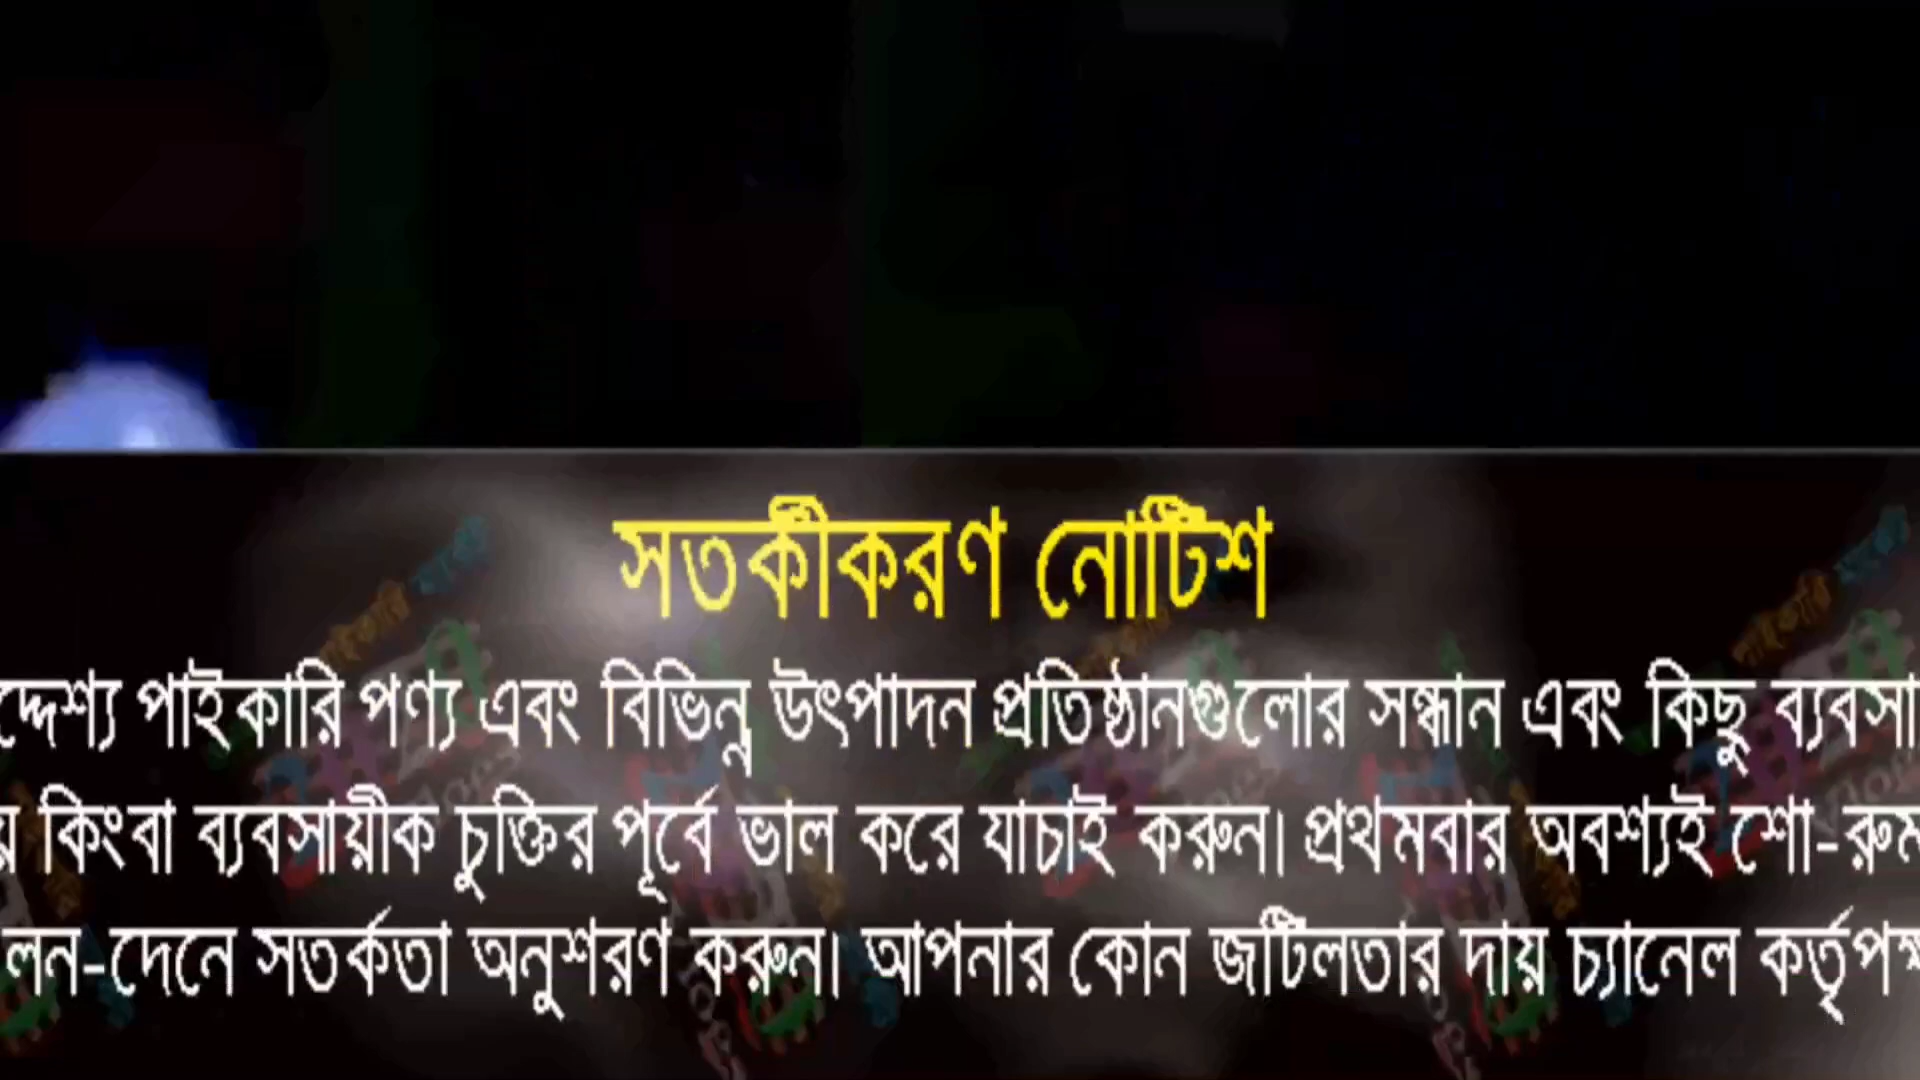 সতর্কীকরণ নোটিশ
দ্দেশ্য পাইকারি পণ্য এবং বিভিন্ন উৎপাদন প্রতিষ্ঠানগুলোর সন্ধান এবং কিছু ব্যবসা
য় কিংবা ব্যবসায়ীক চুক্তির পূর্বে ভাল করে যাচাই করুন। প্রথমবার অবশ্যই শো-রুম
লেন-দেনে সতর্কতা অনুশরণ করুন। আপনার কোন জটিলতার দায় চ্যানেল কর্তৃপক্ষ